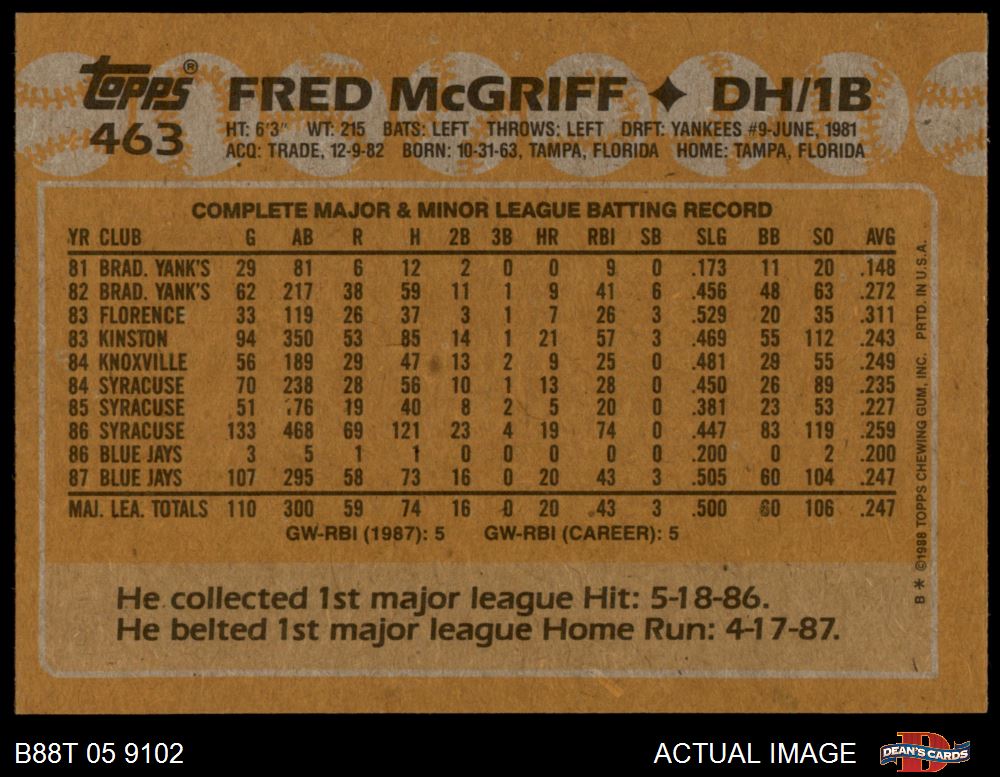 topps® FRED McGRIFF ✦ DH/1B
463 HT: 6'3" WT: 215 BATS: LEFT THROWS: LEFT DRFT: YANKEES #9-JUNE, 1981
ACQ: TRADE, 12-9-82 BORN: 10-31-63, TAMPA, FLORIDA HOME: TAMPA, FLORIDA
COMPLETE MAJOR & MINOR LEAGUE BATTING RECORD
YR CLUB G AB R H 2B 3B HR RBI SB SLG BB SO AVG
81 BRAD. YANK'S 29 81 6 12 2 0 0 9 0 .173 11 20 .148
82 BRAD. YANK'S 62 217 38 59 11 1 9 41 6 .456 48 63 .272
83 FLORENCE 33 119 26 37 3 1 7 26 3 .529 20 35 .311
83 KINSTON 94 350 53 85 14 1 21 57 3 .469 55 112 .243
84 KNOXVILLE 56 189 29 47 13 2 9 25 0 .481 29 55 .249
84 SYRACUSE 70 238 28 56 10 1 13 28 0 .450 26 89 .235
85 SYRACUSE 51 176 19 40 8 2 5 20 0 .381 23 53 .227
86 SYRACUSE 133 468 69 121 23 4 19 74 0 .447 83 119 .259
86 BLUE JAYS 3 5 1 1 0 0 0 0 0 .200 0 2 .200
87 BLUE JAYS 107 295 58 73 16 0 20 43 3 .505 60 104 .247
MAJ. LEA. TOTALS 110 300 59 74 16 0 20 43 3 .500 60 106 .247
GW-RBI (1987): 5 GW-RBI (CAREER): 5
He collected 1st major league Hit: 5-18-86.
He belted 1st major league Home Run: 4-17-87.
B * ©1988 TOPPS CHEWING GUM, INC. PRTD. IN U.S.A.
B88T 05 9102 ACTUAL IMAGE DEAN'S CARDS